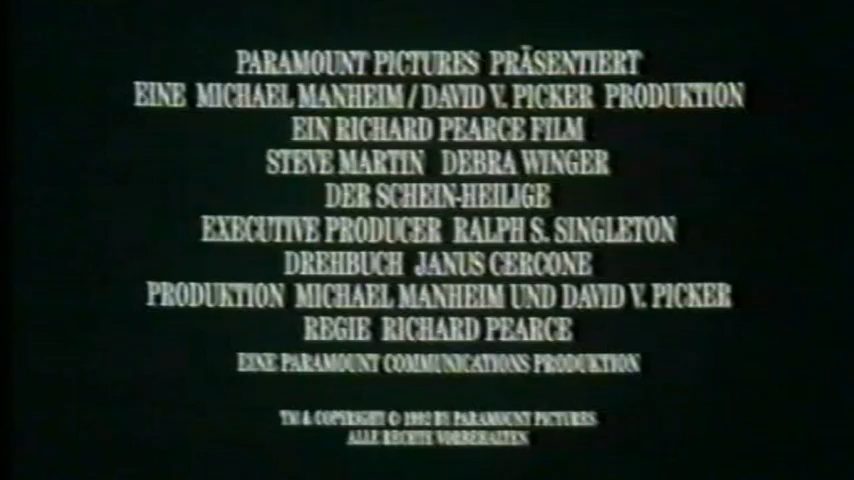 PARAMOUNT PICTURES PRÄSENTIERT
EINE MICHAEL MANHEIM / DAVID V. PICKER PRODUKTION
EIN RICHARD PEARCE FILM
STEVE MARTIN DEBRA WINGER
DER SCHEIN-HEILIGE
EXECUTIVE PRODUCER RALPH S. SINGLETON
DREHBUCH JANUS CERCONE
PRODUKTION MICHAEL MANHEIM UND DAVID V. PICKER
REGIE RICHARD PEARCE
EINE PARAMOUNT COMMUNICATIONS PRODUKTION
TM & COPYRIGHT © 1992 BY PARAMOUNT PICTURES.
ALLE RECHTE VORBEHALTEN